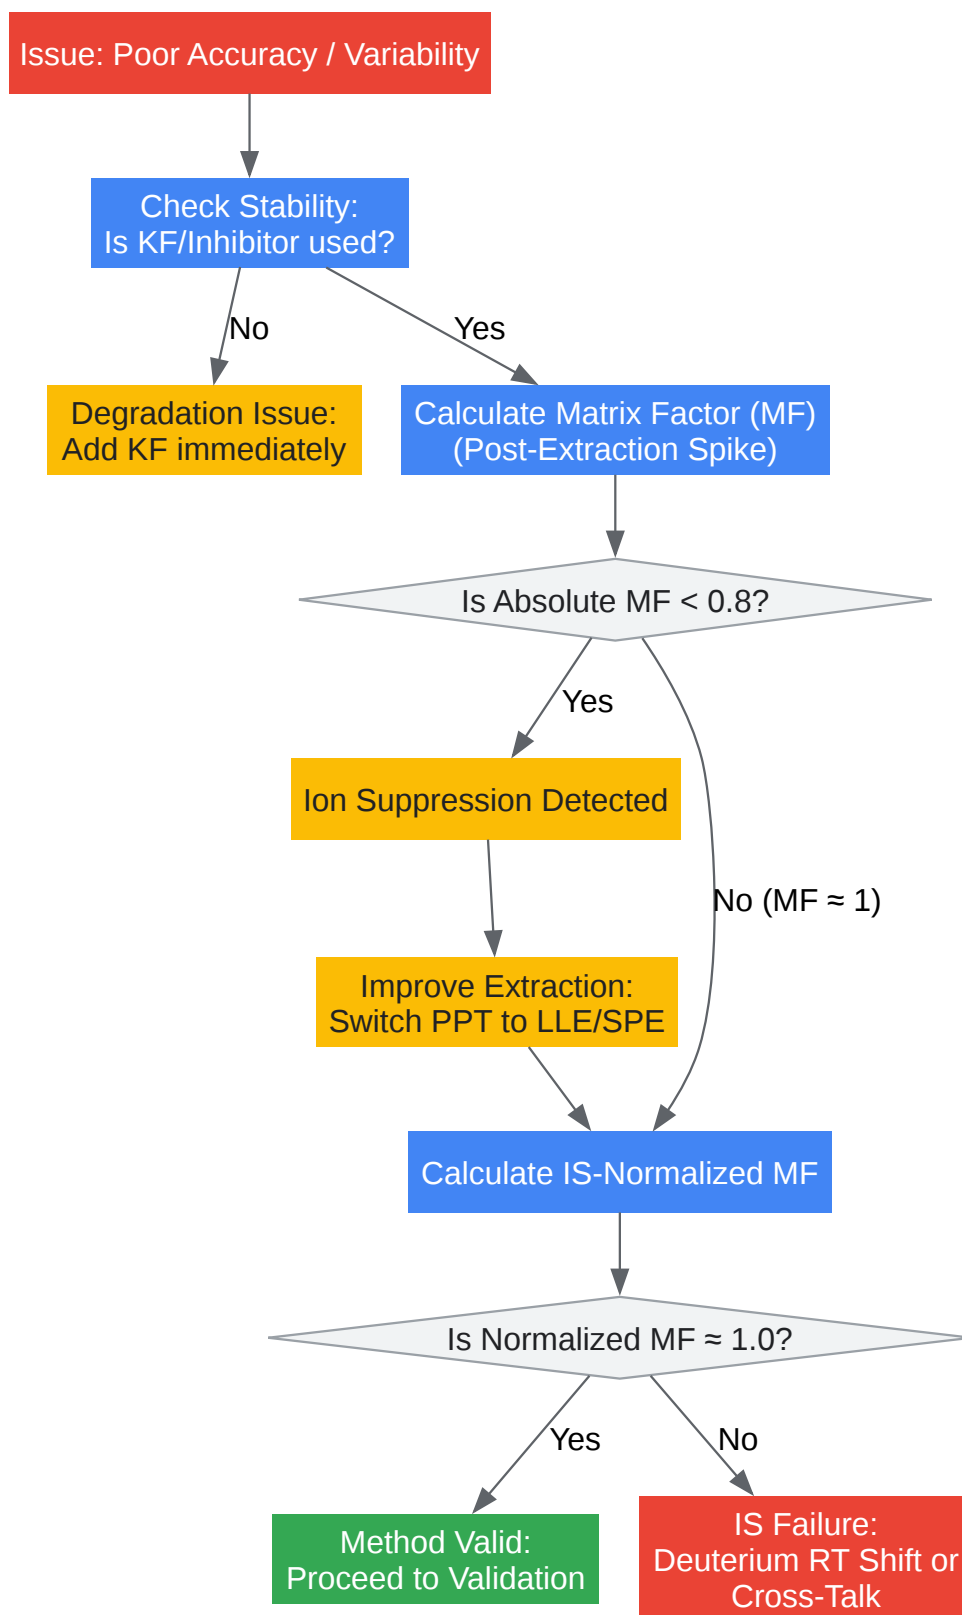 Issue: Poor Accuracy / Variability
Check Stability:
Is KF/Inhibitor used?
No
Yes
Degradation Issue:
Add KF immediately
Calculate Matrix Factor (MF)
(Post-Extraction Spike)
Is Absolute MF < 0.8?
Yes
Ion Suppression Detected
No (MF ≈ 1)
Improve Extraction:
Switch PPT to LLE/SPE
Calculate IS-Normalized MF
Is Normalized MF ≈ 1.0?
Yes
No
Method Valid:
Proceed to Validation
IS Failure:
Deuterium RT Shift or
Cross-Talk